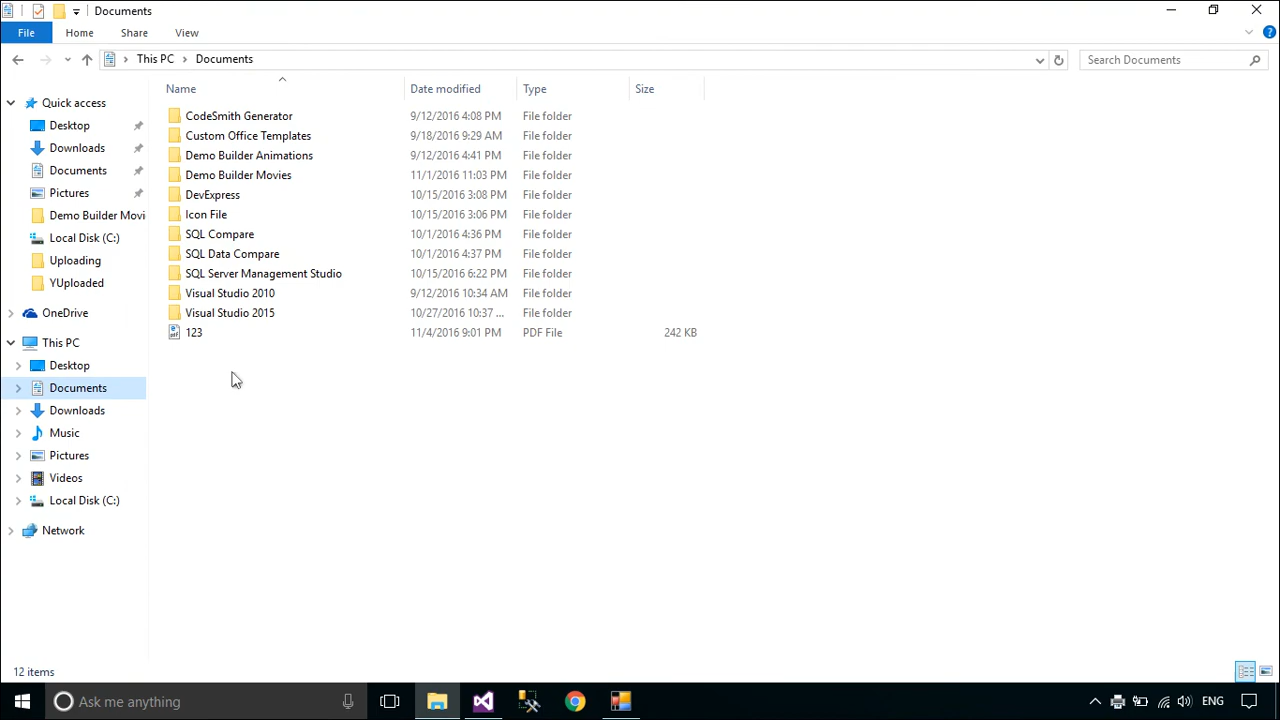 Documents
File Home Share View
This PC Documents Search Documents
Name Date modified Type Size
Quick access
Desktop
Downloads
Documents
Pictures
Demo Builder Movi
Local Disk (C:)
Uploading
YUploaded
OneDrive
This PC
Desktop
Documents
Downloads
Music
Pictures
Videos
Local Disk (C:)
Network
CodeSmith Generator 9/12/2016 4:08 PM File folder
Custom Office Templates 9/18/2016 9:29 AM File folder
Demo Builder Animations 9/12/2016 4:41 PM File folder
Demo Builder Movies 11/1/2016 11:03 PM File folder
DevExpress 10/15/2016 3:08 PM File folder
Icon File 10/15/2016 3:06 PM File folder
SQL Compare 10/1/2016 4:36 PM File folder
SQL Data Compare 10/1/2016 4:37 PM File folder
SQL Server Management Studio 10/15/2016 6:22 PM File folder
Visual Studio 2010 9/12/2016 10:34 AM File folder
Visual Studio 2015 10/27/2016 10:37 ... File folder
123 11/4/2016 9:01 PM PDF File 242 KB
12 items
Ask me anything ENG